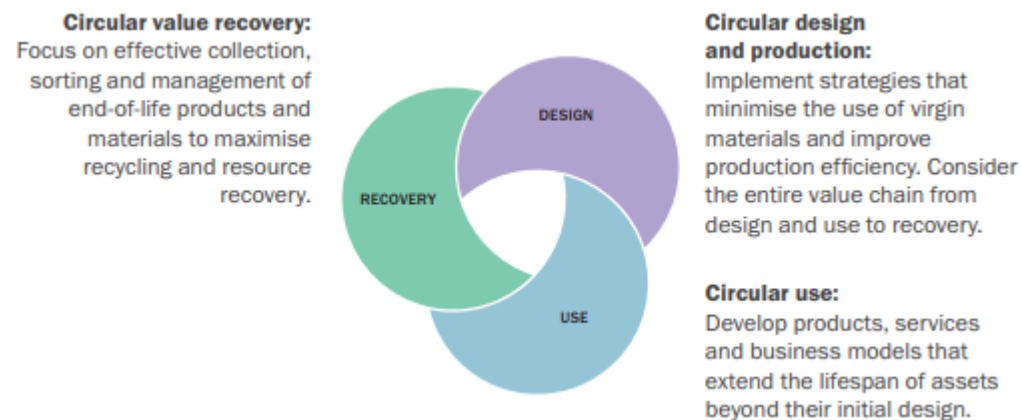 Circular value recovery:
Focus on effective collection,
sorting and management of
end-of-life products and
materials to maximise
recycling and resource
recovery.
DESIGN
RECOVERY
USE
Circular design
and production:
Implement strategies that
minimise the use of virgin
materials and improve
production efficiency. Consider
the entire value chain from
design and use to recovery.
Circular use:
Develop products, services
and business models that
extend the lifespan of assets
beyond their initial design.